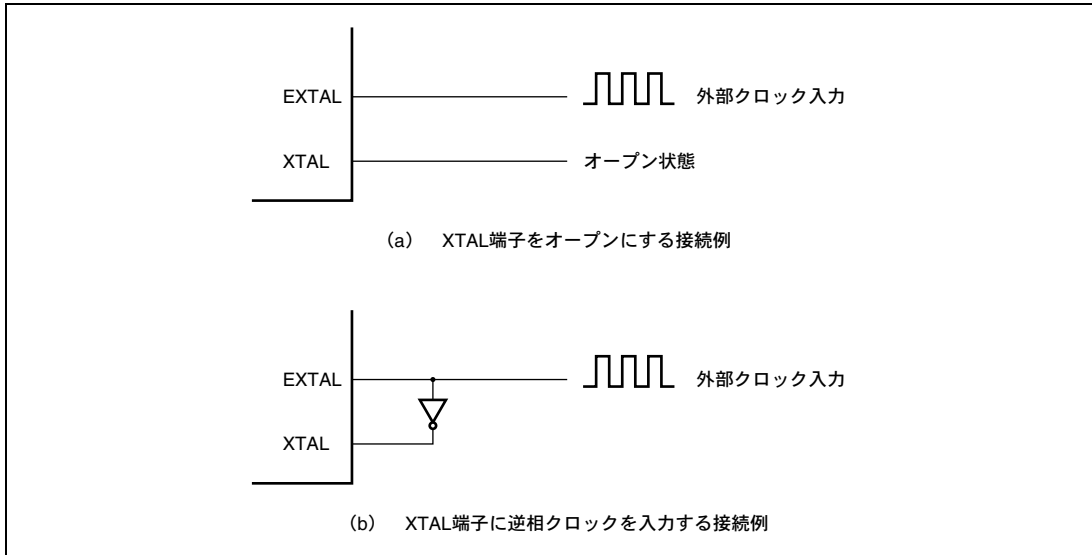 EXTAL
外部クロック入力
XTAL
オープン状態
(a) XTAL端子をオープンにする接続例
EXTAL
外部クロック入力
XTAL
(b) XTAL端子に逆相クロックを入力する接続例